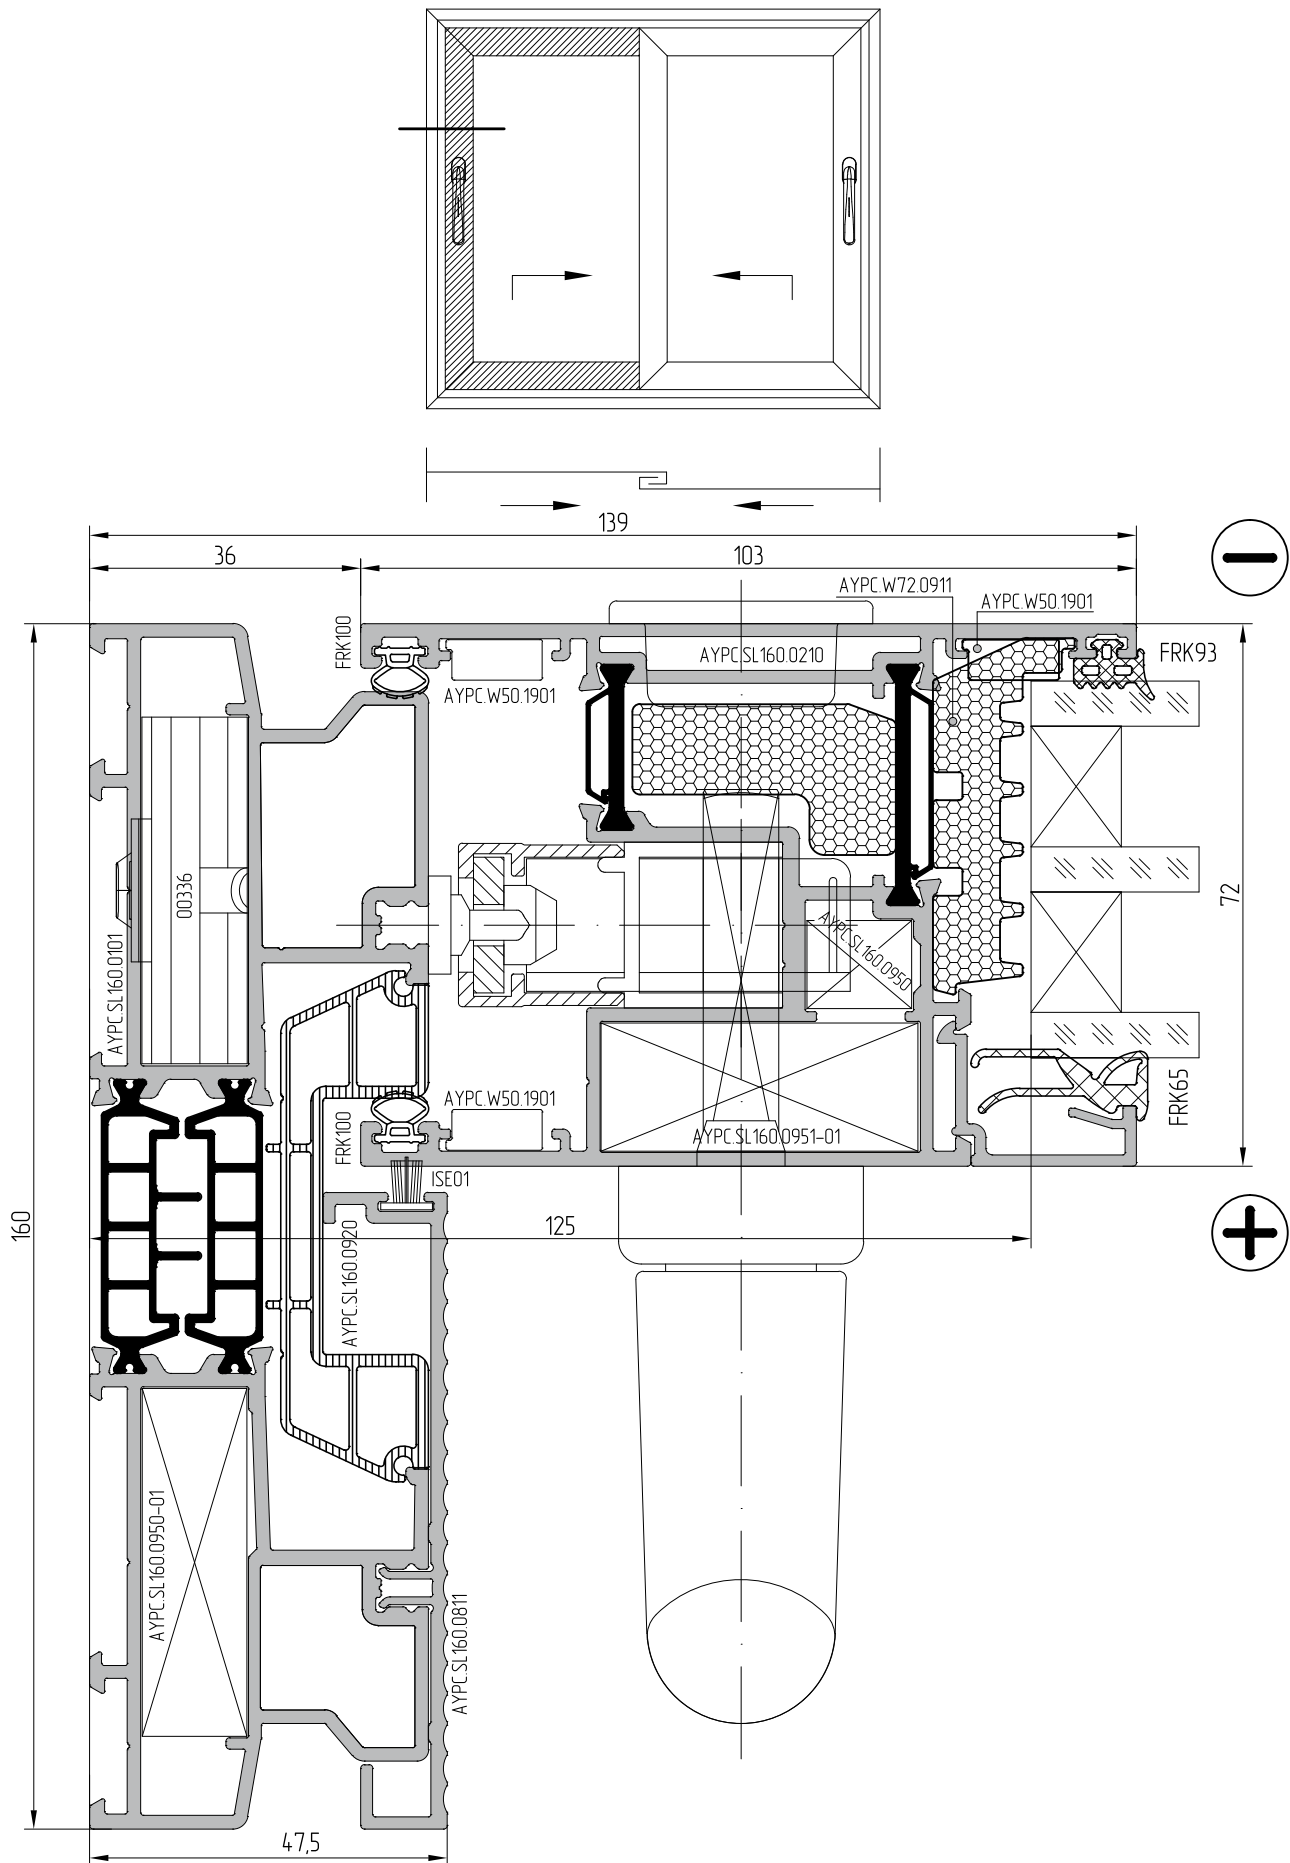 139
36
103
AYPC.W72.0911
AYPC.W50.1901
FRK100
AYPC.SL160.0210
FRK93
AYPC.W50.1901
00336
72
AYPC.SL160.0101
AYPC.SL160.0950
AYPC.W50.1901
FRK100
AYPC.SL160.0951-01
FRK65
ISE01
160
125
AYPC.SL160.0920
AYPC.SL160.0950-01
AYPC.SL160.0811
47,5